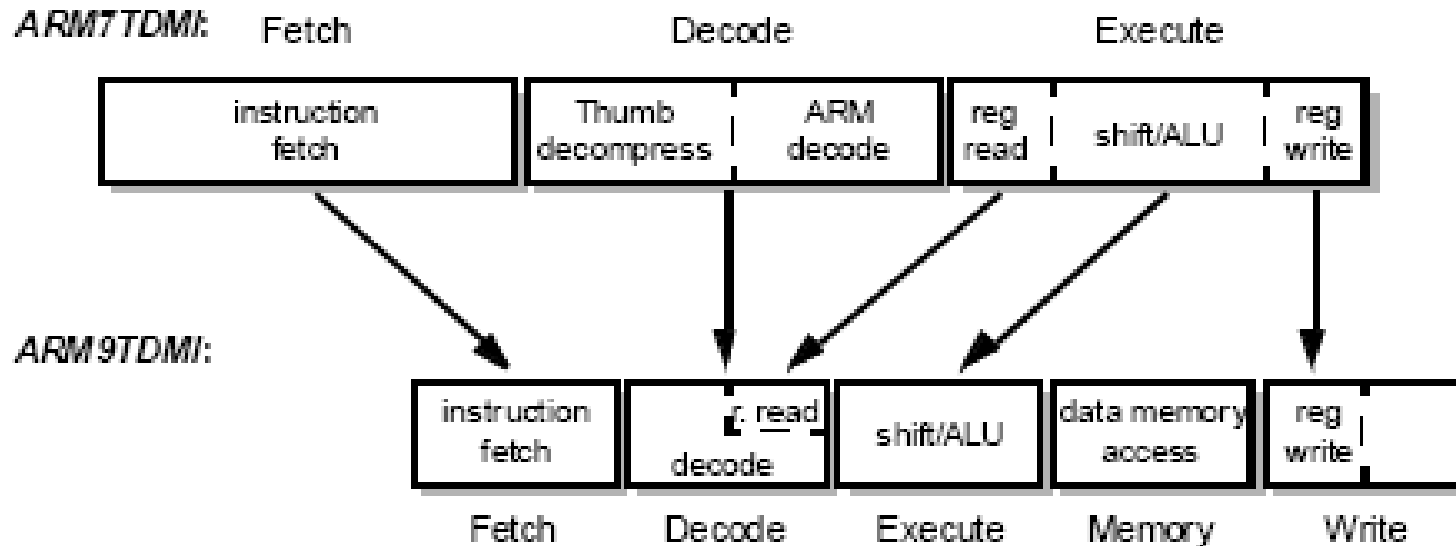 ARM7TDMI: Fetch Decode Execute
instruction
fetch
Thumb
decompress
ARM
decode
reg
read
shift/ALU
reg
write
ARM9TDMI:
instruction
fetch
r. read
decode
shift/ALU
data memory
access
reg
write
Fetch Decode Execute Memory Write